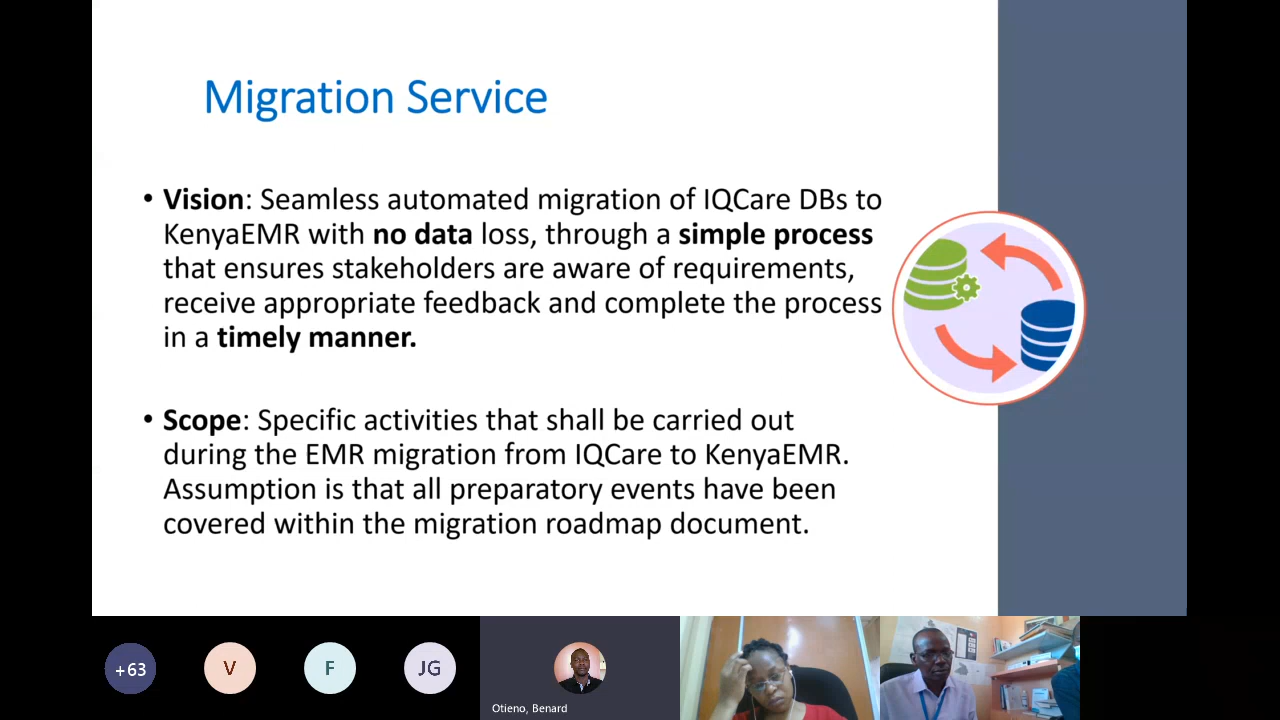 Migration Service
• Vision: Seamless automated migration of IQCare DBs to
KenyaEMR with no data loss, through a simple process
that ensures stakeholders are aware of requirements,
receive appropriate feedback and complete the process
in a timely manner.
• Scope: Specific activities that shall be carried out
during the EMR migration from IQCare to KenyaEMR.
Assumption is that all preparatory events have been
covered within the migration roadmap document.
+63
V
F
JG
Otieno, Benard